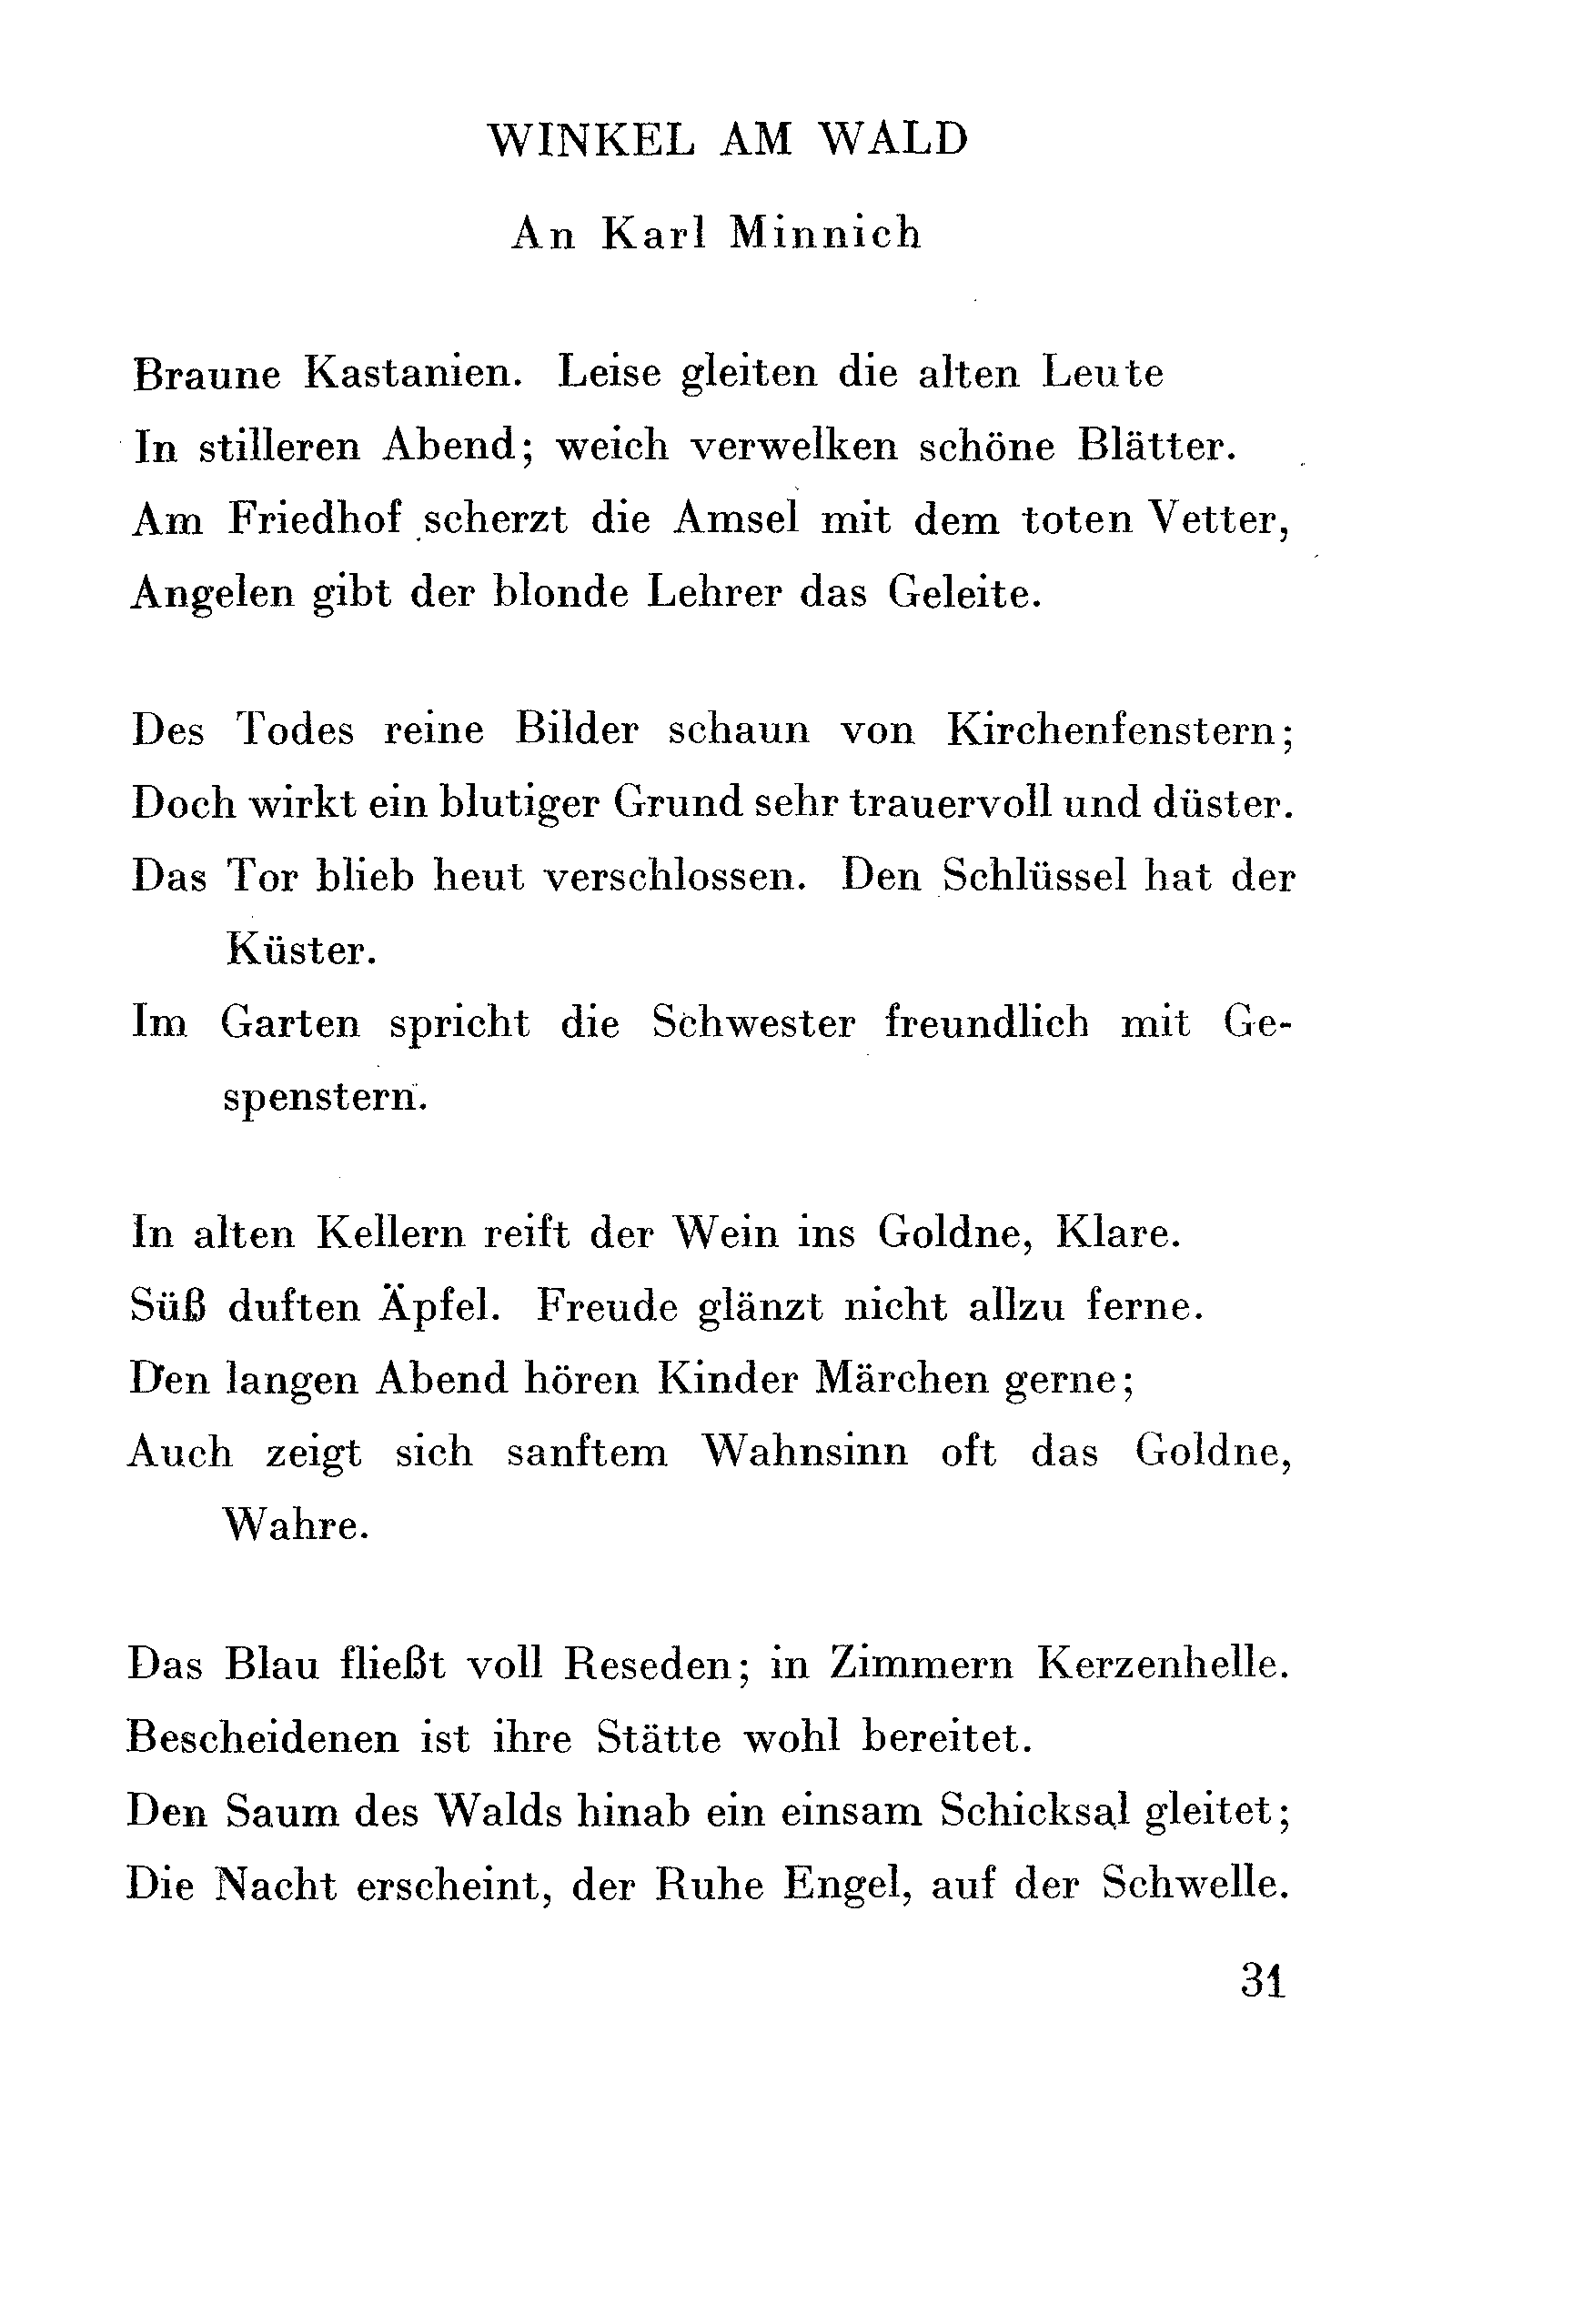 WINKEL AM WALD
An Karl Minnich
Braune Kastanien. Leise gleiten die alten Leute
In stilleren Abend; weich verwelken schöne Blätter.
Am Friedhof scherzt die Amsel mit dem toten Vetter,
Angelen gibt der blonde Lehrer das Geleite.
Des Todes reine Bilder schaun von Kirchenfenstern;
Doch wirkt ein blutiger Grund sehr trauervoll und düster.
Das Tor blieb heut verschlossen. Den Schlüssel hat der
Küster.
Im Garten spricht die Schwester freundlich mit Ge-
spenstern.
In alten Kellern reift der Wein ins Goldne, Klare.
Süß duften Äpfel. Freude glänzt nicht allzu ferne.
Den langen Abend hören Kinder Märchen gerne;
Auch zeigt sich sanftem Wahnsinn oft das Goldne,
Wahre.
Das Blau fließt voll Reseden; in Zimmern Kerzenhelle.
Bescheidenen ist ihre Stätte wohl bereitet.
Den Saum des Walds hinab ein einsam Schicksal gleitet;
Die Nacht erscheint, der Ruhe Engel, auf der Schwelle.
31